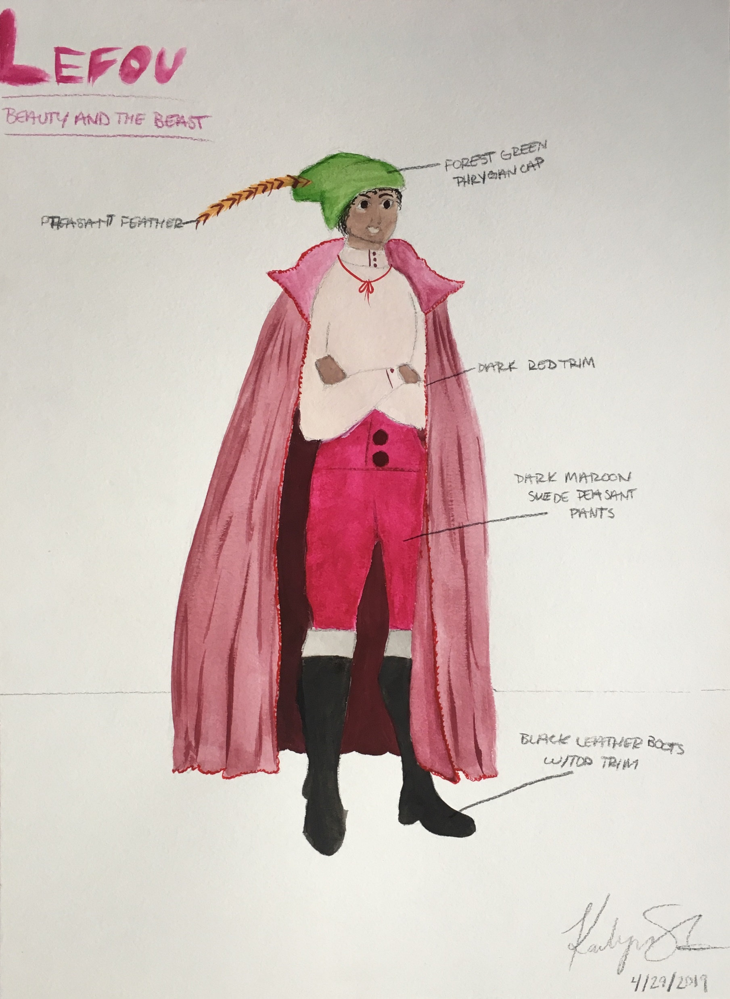 LEFOU
BEAUTY AND THE BEAST
FOREST GREEN
PHRYGIAN CAP
PHEASANT FEATHER
DARK RED TRIM
DARK MAROON
SUEDE PEASANT
PANTS
BLACK LEATHER BOOTS
W/TOP TRIM
4/29/2019